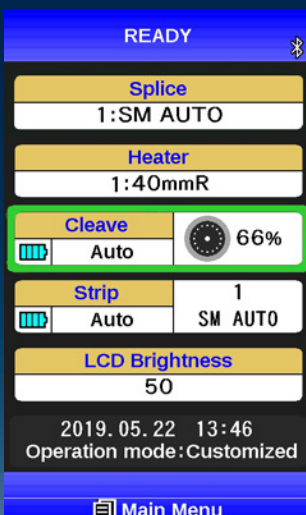 READY
Splice
1:SM AUTO
Heater
1:40mmR
Cleave
Auto
66%
Strip
Auto
1
SM AUTO
LCD Brightness
50
2019.05.22 13:46
Operation mode:Customized
Main Menu